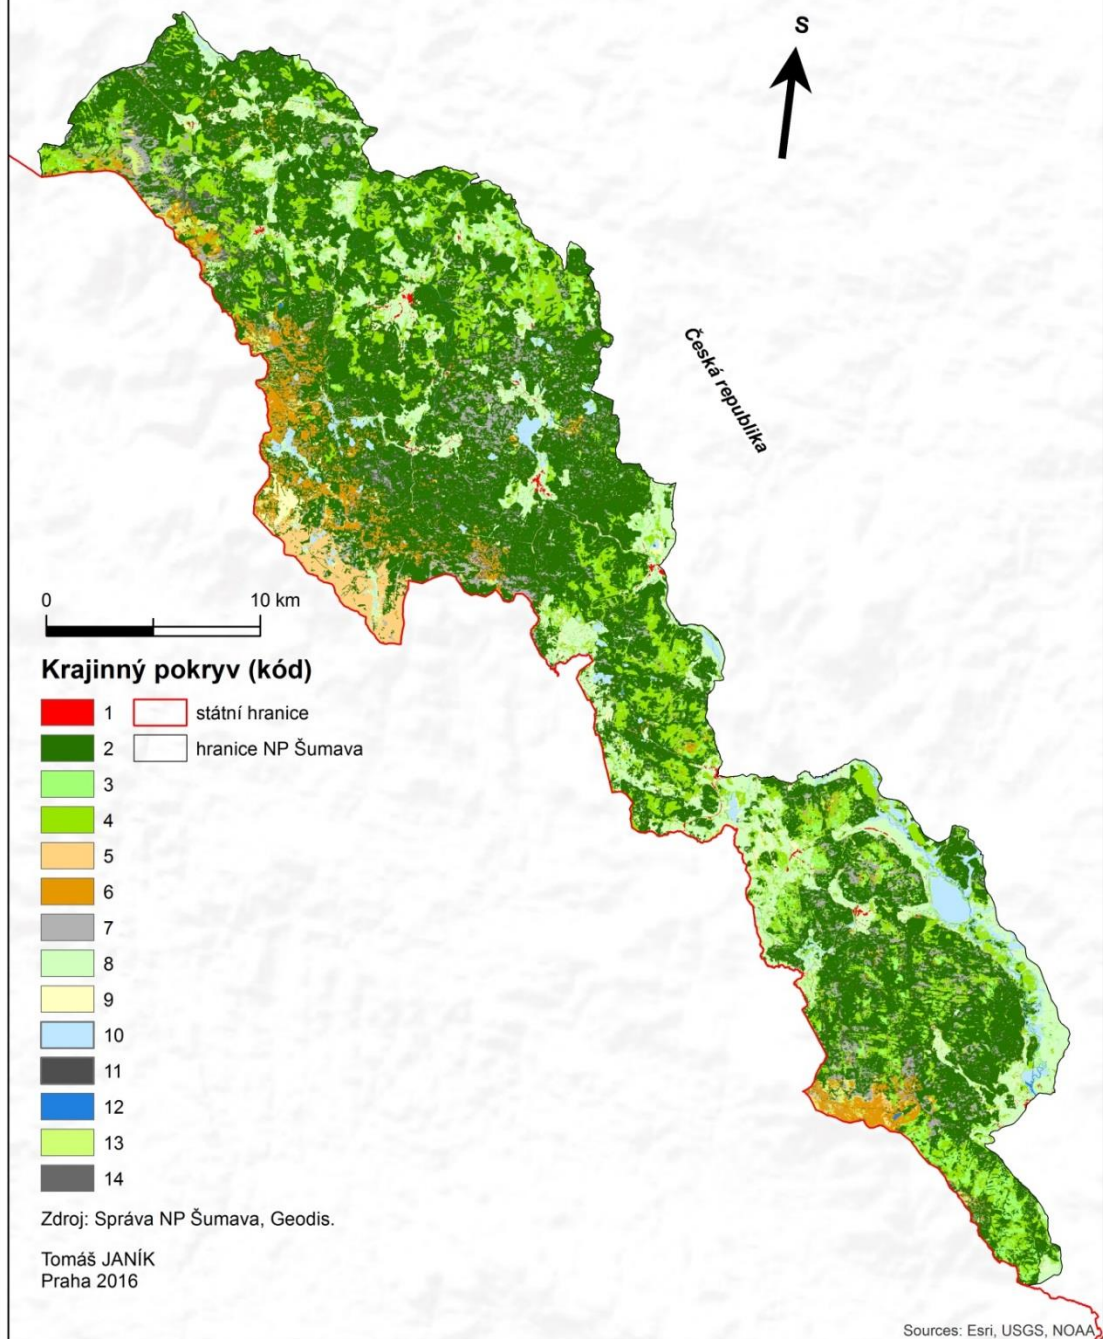 S
Česká republika
0 10 km
Krajinný pokryv (kód)
1 státní hranice
2 hranice NP Šumava
3
4
5
6
7
8
9
10
11
12
13
14
Zdroj: Správa NP Šumava, Geodis.
Tomáš JANÍK
Praha 2016
Sources: Esri, USGS, NOAA